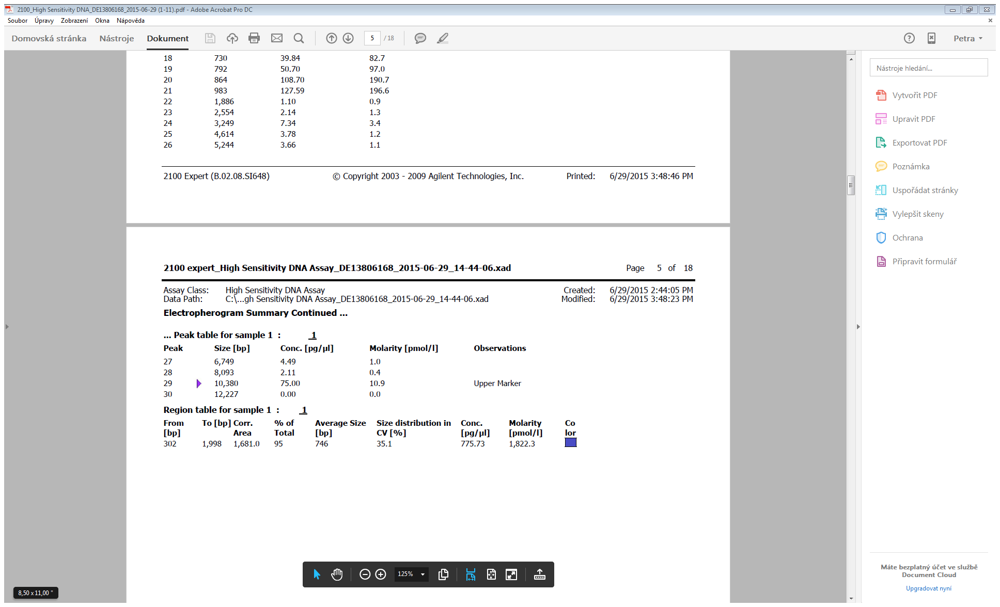 2100_High Sensitivity DNA_DE13806168_2015-06-29 (1-11).pdf - Adobe Acrobat Pro DC
Soubor Úpravy Zobrazení Okna Nápověda
Domovská stránka Nástroje Dokument 5 / 18 Petra
18 730 39.84 82.7
19 792 50.70 97.0
20 864 108.70 190.7
21 983 127.59 196.6
22 1,886 1.10 0.9
23 2,554 2.14 1.3
24 3,249 7.34 3.4
25 4,614 3.78 1.2
26 5,244 3.66 1.1
2100 Expert (B.02.08.SI648) © Copyright 2003 - 2009 Agilent Technologies, Inc. Printed: 6/29/2015 3:48:46 PM
2100 expert_High Sensitivity DNA Assay_DE13806168_2015-06-29_14-44-06.xad Page 5 of 18
Assay Class: High Sensitivity DNA Assay Created: 6/29/2015 2:44:05 PM
Data Path: C:\...gh Sensitivity DNA Assay_DE13806168_2015-06-29_14-44-06.xad Modified: 6/29/2015 3:48:23 PM
Electropherogram Summary Continued ...
... Peak table for sample 1 : 1
Peak Size [bp] Conc. [pg/µl] Molarity [pmol/l] Observations
27 6,749 4.49 1.0
28 8,093 2.11 0.4
29 10,380 75.00 10.9 Upper Marker
30 12,227 0.00 0.0
Region table for sample 1 : 1
From To [bp] Corr. % of Average Size Size distribution in Conc. Molarity Co
[bp] Area Total [bp] CV [%] [pg/µl] [pmol/l] lor
302 1,998 1,681.0 95 746 35.1 775.73 1,822.3
125%
8,50 x 11,00 "
Nástroje hledání...
Vytvořit PDF
Upravit PDF
Exportovat PDF
Poznámka
Uspořádat stránky
Vylepšit skeny
Ochrana
Připravit formulář
Máte bezplatný účet ve službě
Document Cloud
Upgradovat nyní